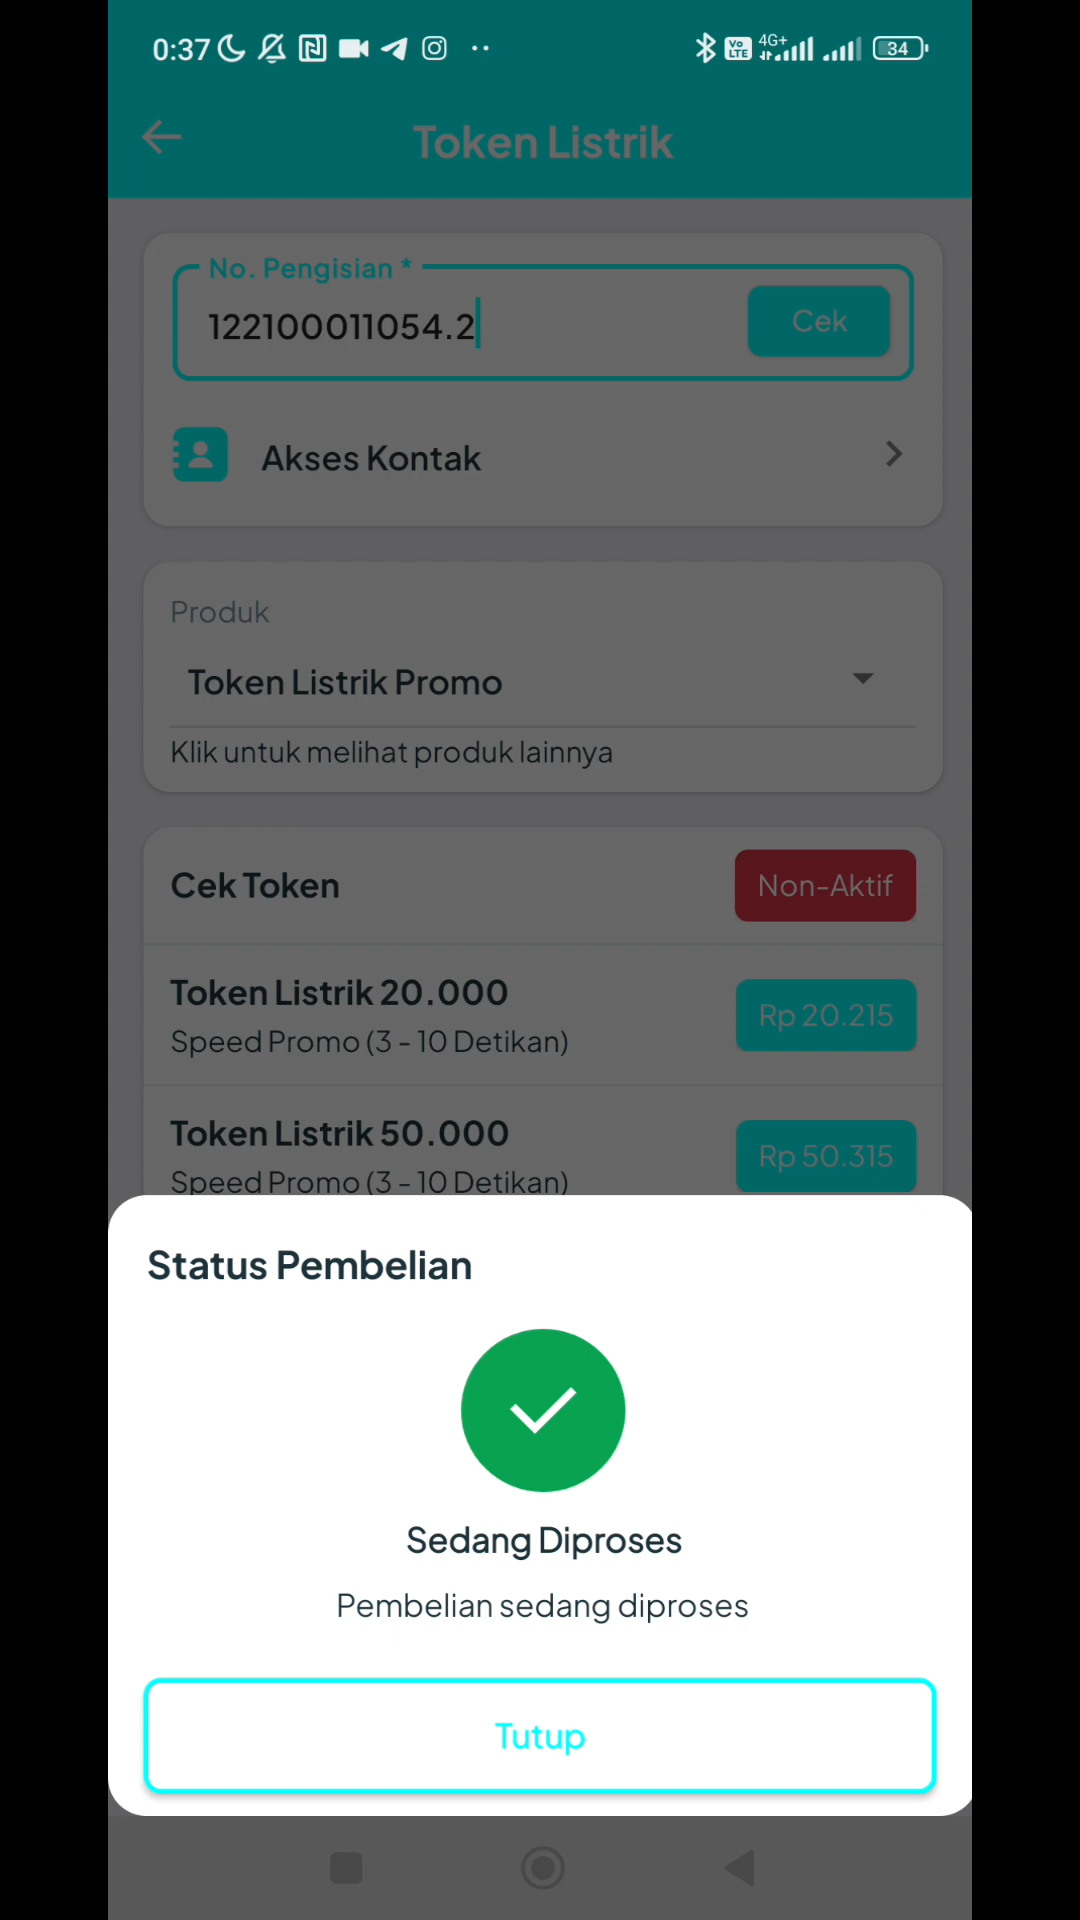 0:37
Vo LTE 4G+ 34
Token Listrik
No. Pengisian *
122100011054.2
Cek
Akses Kontak
Produk
Token Listrik Promo
Klik untuk melihat produk lainnya
Cek Token
Non-Aktif
Token Listrik 20.000
Speed Promo (3 - 10 Detikan)
Rp 20.215
Token Listrik 50.000
Speed Promo (3 - 10 Detikan)
Rp 50.315
Status Pembelian
Sedang Diproses
Pembelian sedang diproses
Tutup